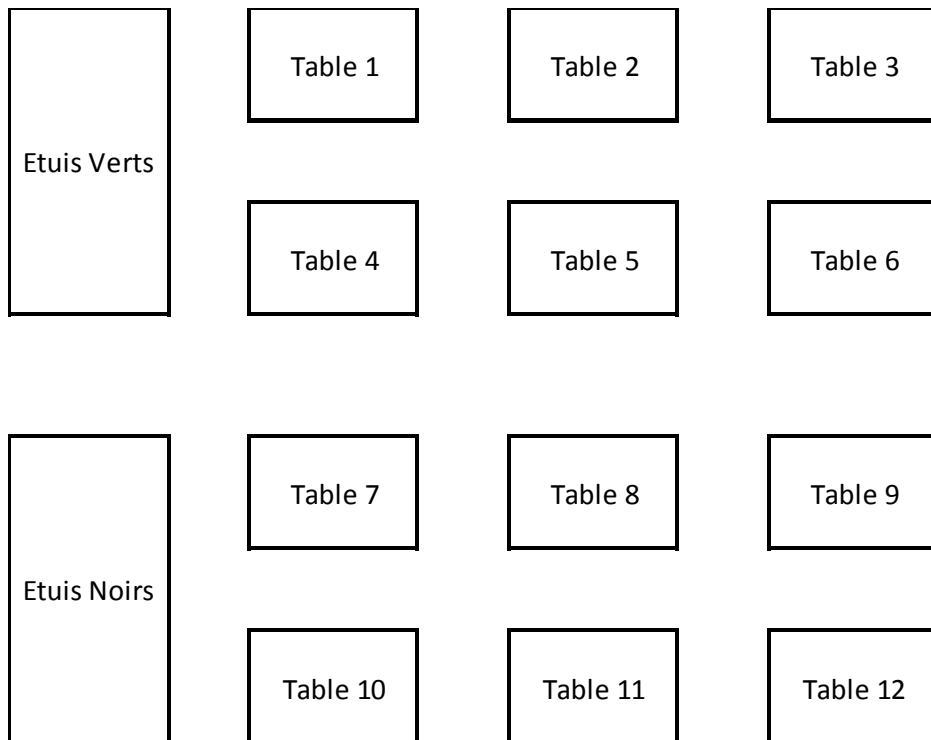 Table 1
Table 2
Table 3
Etuis Verts
Table 4
Table 5
Table 6
Table 7
Table 8
Table 9
Etuis Noirs
Table 10
Table 11
Table 12